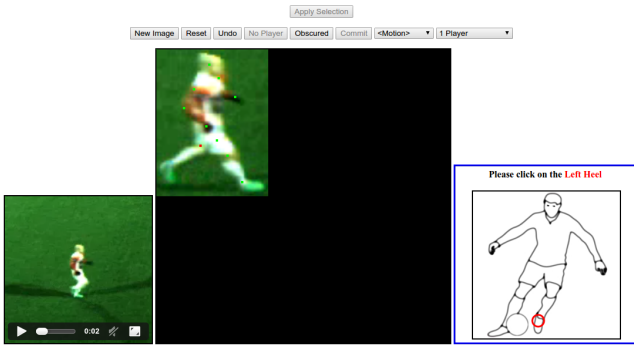 Apply Selection
New Image Reset Undo No Player Obscured Commit <Motion> 1 Player
Please click on the Left Heel
0:02